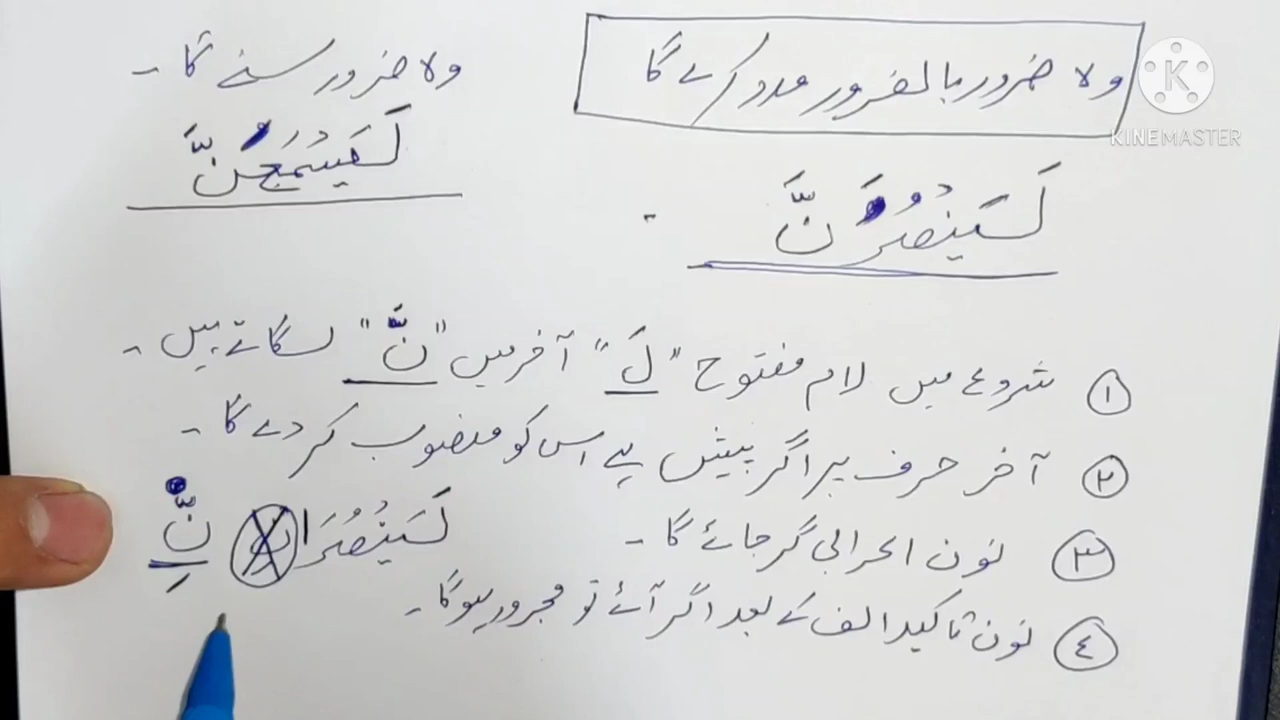 وہ ضرور بالضرور مدد کرے گا
وہ ضرور سنے گا ۔
KINEMASTER
لَيَنْصُرَنَّ
لَيَسْمَعَنَّ
① شروع میں لام مفتوح "لَ" آخر میں "نَّ" لگاتے ہیں ۔
② آخر حرف پر اگر پیش ہے اس کو منصوب کر دے گا ۔
③ نون اعرابی گر جائے گا ۔
لَيَنْصُرَانِّ
④ نون تاکید الف کے بعد اگر آئے تو مجرور ہوگا ۔